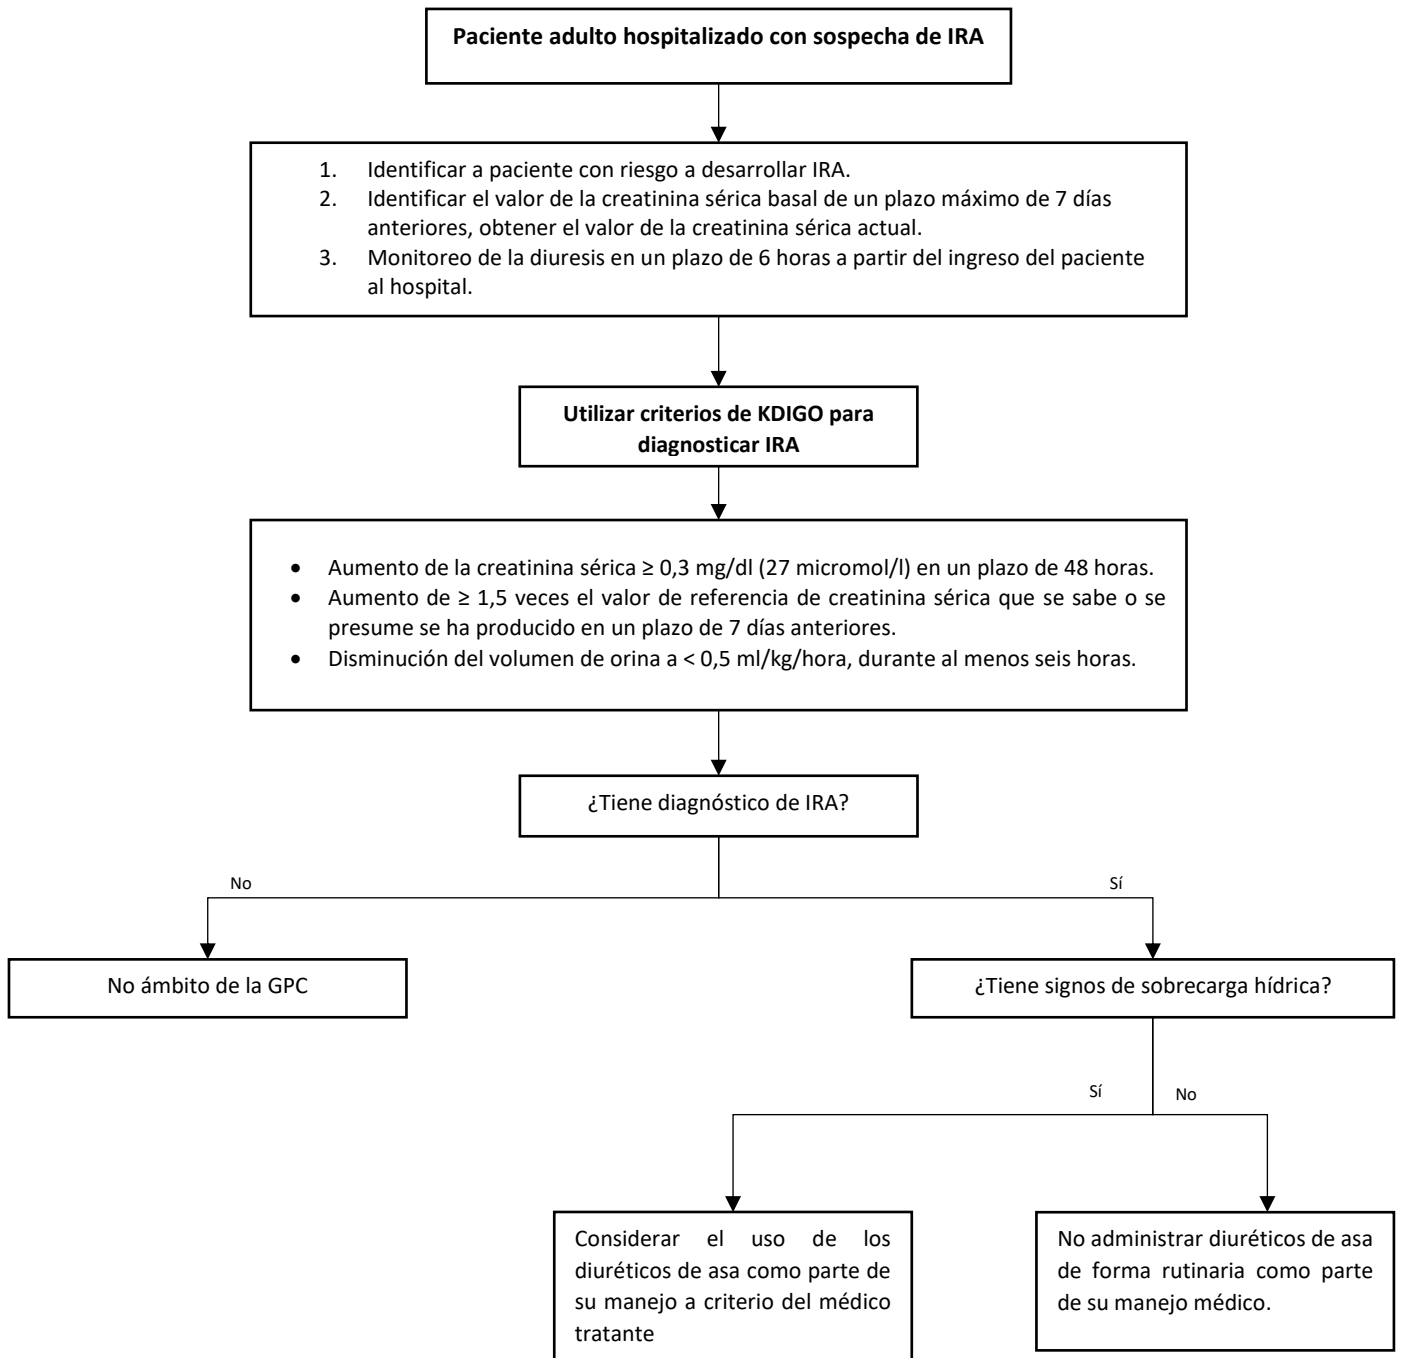 Paciente adulto hospitalizado con sospecha de IRA
1. Identificar a paciente con riesgo a desarrollar IRA.
2. Identificar el valor de la creatinina sérica basal de un plazo máximo de 7 días
anteriores, obtener el valor de la creatinina sérica actual.
3. Monitoreo de la diuresis en un plazo de 6 horas a partir del ingreso del paciente
al hospital.
Utilizar criterios de KDIGO para
diagnosticar IRA
• Aumento de la creatinina sérica ≥ 0,3 mg/dl (27 micromol/l) en un plazo de 48 horas.
• Aumento de ≥ 1,5 veces el valor de referencia de creatinina sérica que se sabe o se
presume se ha producido en un plazo de 7 días anteriores.
• Disminución del volumen de orina a < 0,5 ml/kg/hora, durante al menos seis horas.
¿Tiene diagnóstico de IRA?
No
Sí
No ámbito de la GPC
¿Tiene signos de sobrecarga hídrica?
Sí
No
Considerar el uso de los
diuréticos de asa como parte de
su manejo a criterio del médico
tratante
No administrar diuréticos de asa
de forma rutinaria como parte
de su manejo médico.